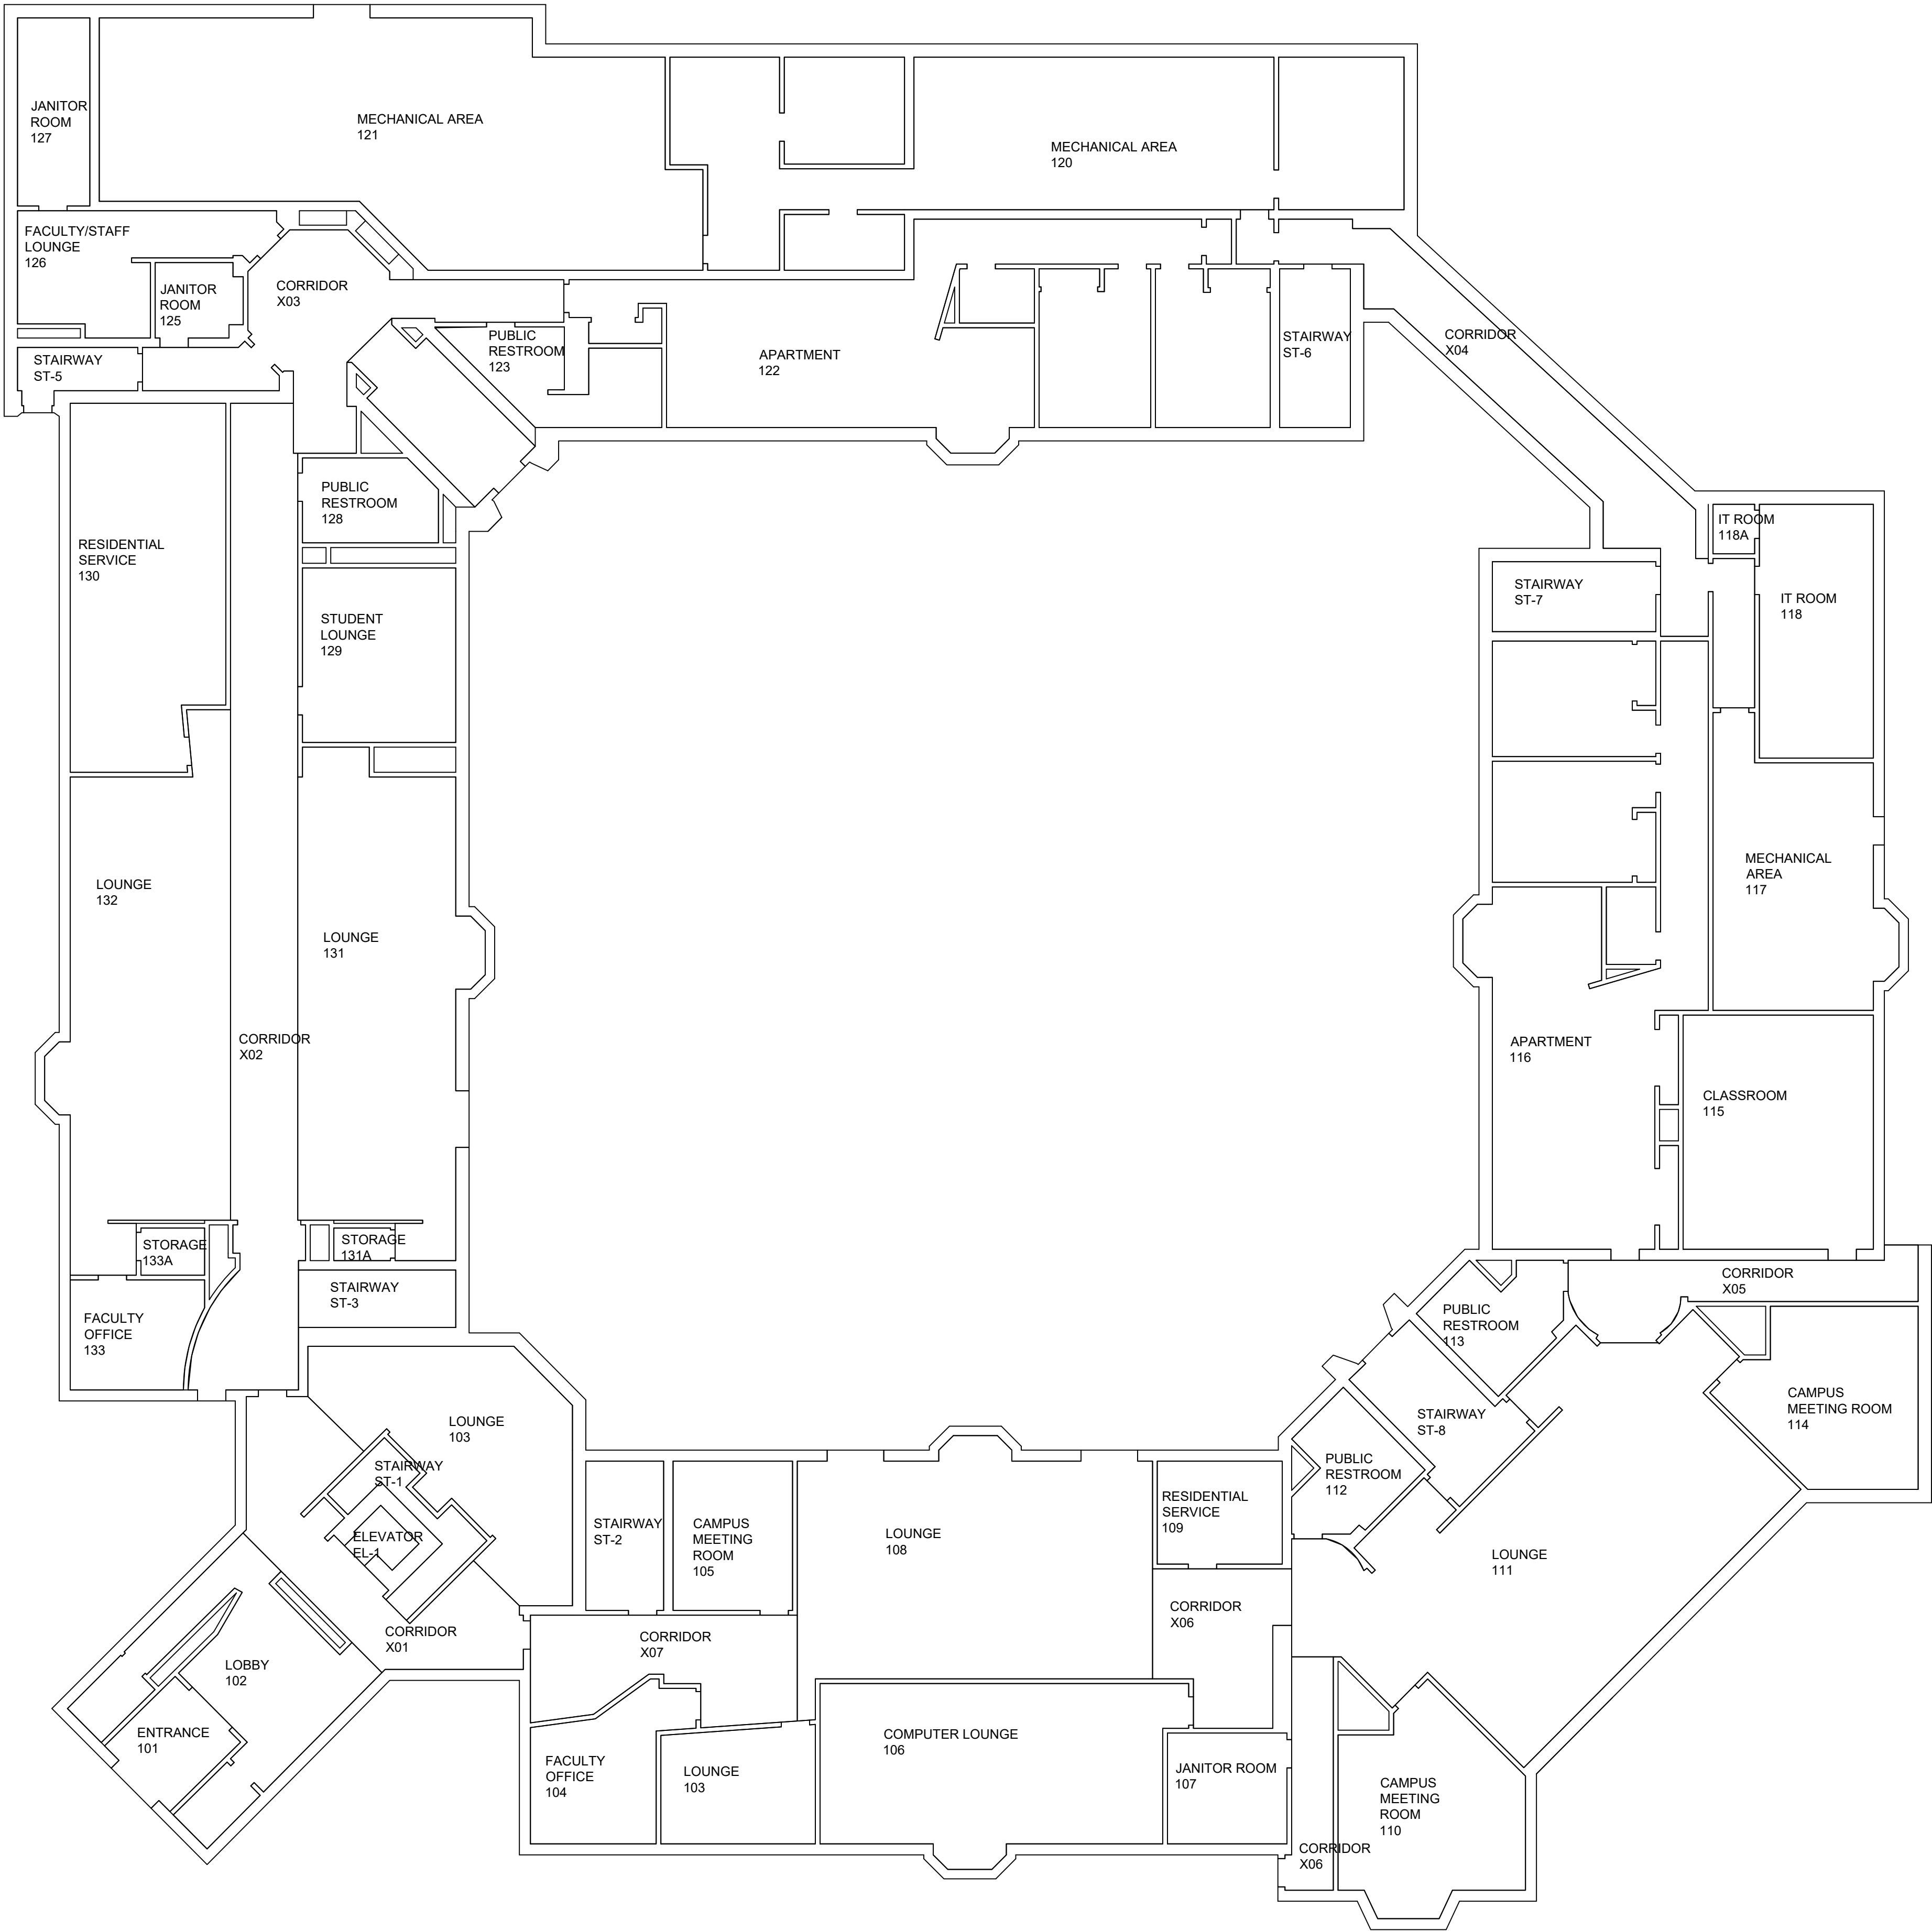 JANITOR
ROOM
127
MECHANICAL AREA
121
MECHANICAL AREA
120
FACULTY/STAFF
LOUNGE
126
JANITOR
ROOM
125
CORRIDOR
X03
STAIRWAY
ST-5
PUBLIC
RESTROOM
123
APARTMENT
122
STAIRWAY
ST-6
CORRIDOR
X04
PUBLIC
RESTROOM
128
RESIDENTIAL
SERVICE
130
STUDENT
LOUNGE
129
IT ROOM
118A
STAIRWAY
ST-7
IT ROOM
118
LOUNGE
132
LOUNGE
131
MECHANICAL
AREA
117
CORRIDOR
X02
APARTMENT
116
CLASSROOM
115
STORAGE
133A
STORAGE
131A
STAIRWAY
ST-3
FACULTY
OFFICE
133
CORRIDOR
X05
PUBLIC
RESTROOM
113
CAMPUS
MEETING ROOM
114
LOUNGE
103
STAIRWAY
ST-1
ELEVATOR
EL-1
STAIRWAY
ST-8
PUBLIC
RESTROOM
112
STAIRWAY
ST-2
CAMPUS
MEETING
ROOM
105
LOUNGE
108
RESIDENTIAL
SERVICE
109
LOUNGE
111
CORRIDOR
X01
CORRIDOR
X07
CORRIDOR
X06
LOBBY
102
ENTRANCE
101
FACULTY
OFFICE
104
LOUNGE
103
COMPUTER LOUNGE
106
JANITOR ROOM
107
CAMPUS
MEETING
ROOM
110
CORRIDOR
X06